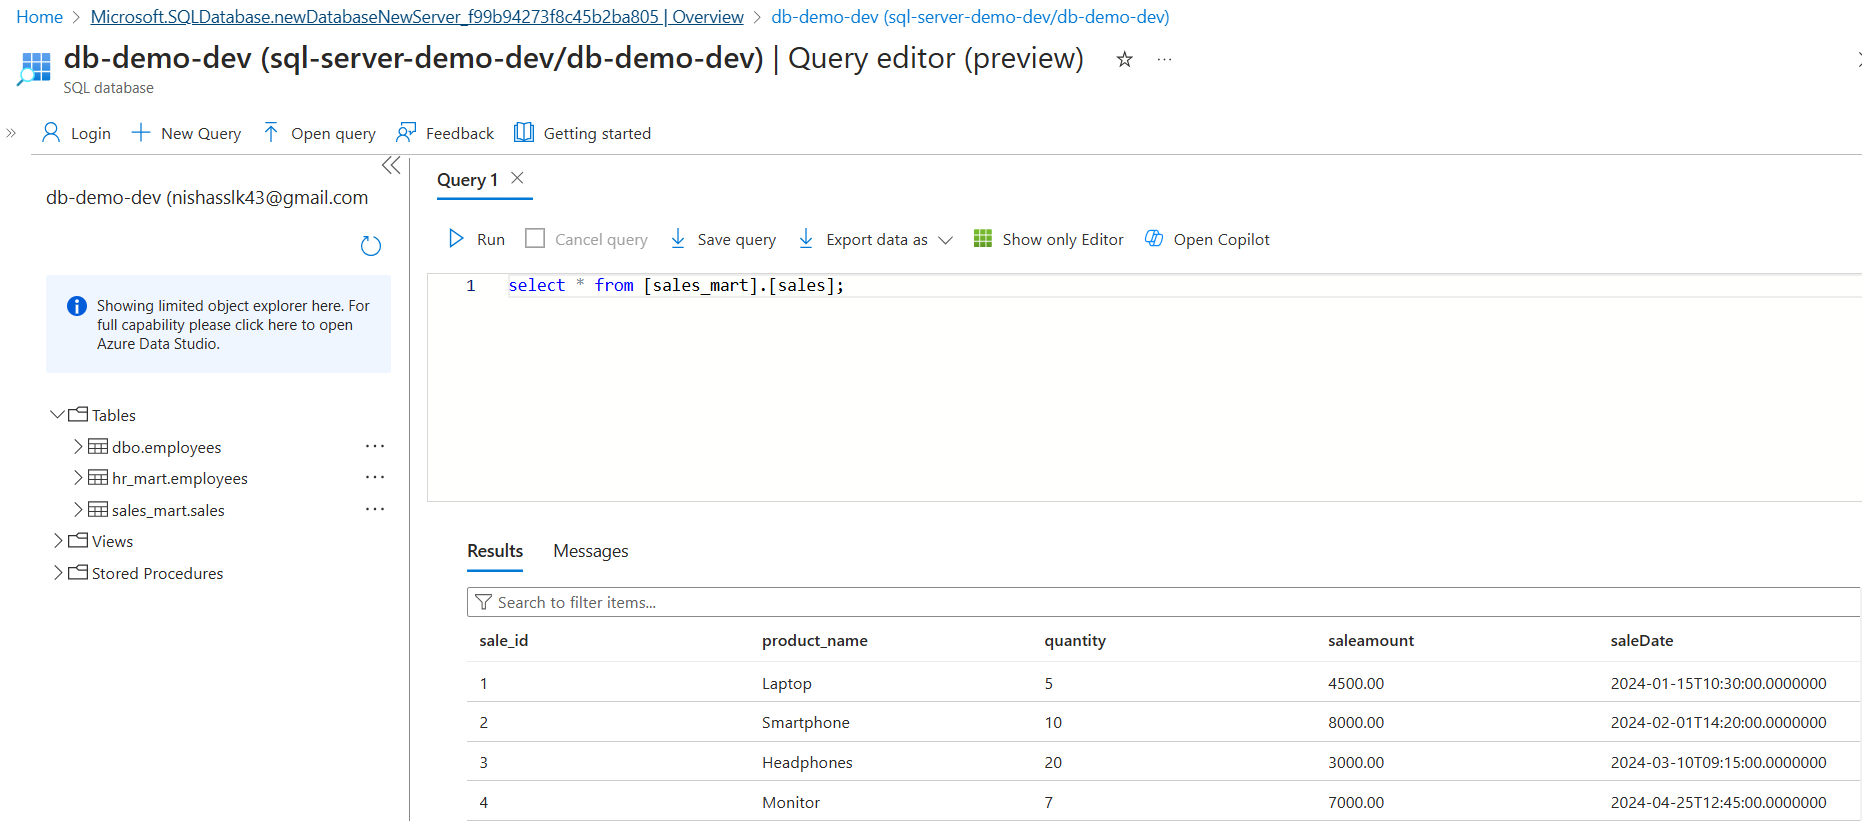 Home > Microsoft.SQLDatabase.newDatabaseNewServer_f99b94273f8c45b2ba805 | Overview > db-demo-dev (sql-server-demo-dev/db-demo-dev)
db-demo-dev (sql-server-demo-dev/db-demo-dev) | Query editor (preview)
SQL database
Login New Query Open query Feedback Getting started
db-demo-dev (nishasslk43@gmail.com
Showing limited object explorer here. For
full capability please click here to open
Azure Data Studio.
Tables
dbo.employees
hr_mart.employees
sales_mart.sales
Views
Stored Procedures
Query 1
Run Cancel query Save query Export data as Show only Editor Open Copilot
1 select * from [sales_mart].[sales];
Results Messages
Search to filter items...
sale_id product_name quantity saleamount saleDate
1 Laptop 5 4500.00 2024-01-15T10:30:00.0000000
2 Smartphone 10 8000.00 2024-02-01T14:20:00.0000000
3 Headphones 20 3000.00 2024-03-10T09:15:00.0000000
4 Monitor 7 7000.00 2024-04-25T12:45:00.0000000